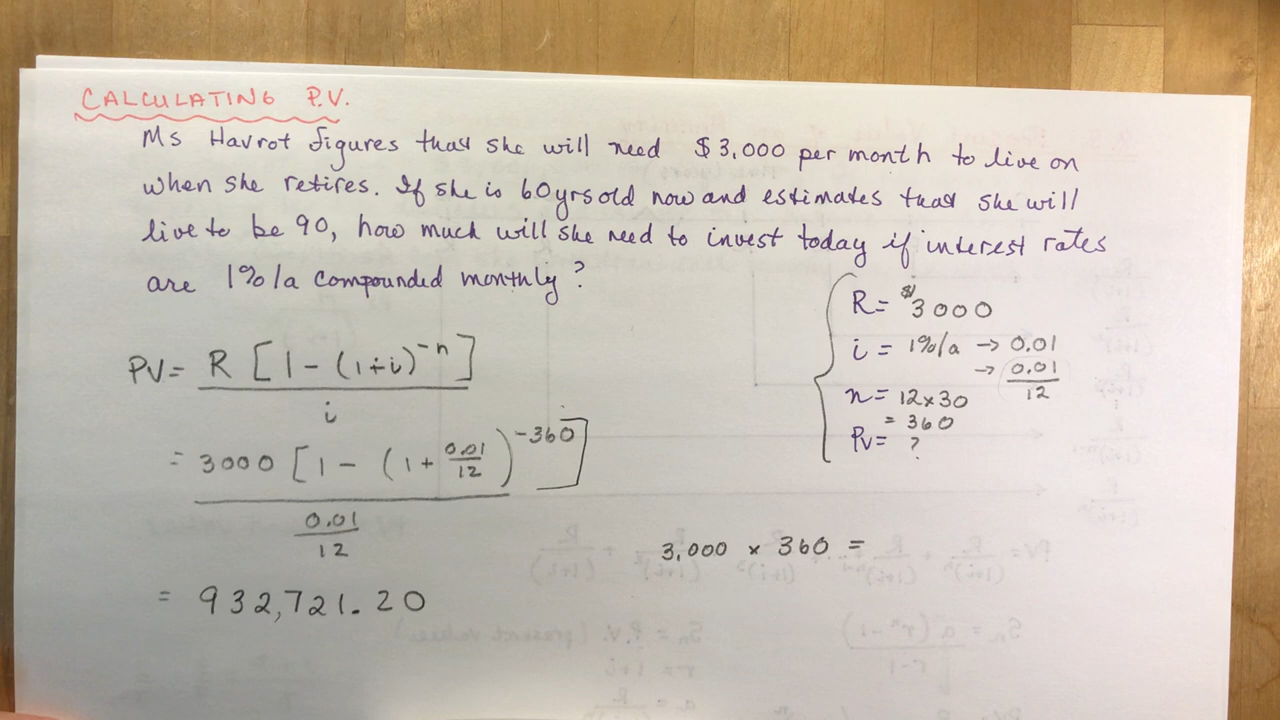 CALCULATING P.V.
Ms Havrot figures that she will need $3,000 per month to live on
when she retires. If she is 60yrs old now and estimates that she will
live to be 90, how much will she need to invest today if interest rates
are 1%/a compounded monthly?
R = $3000
i = 1%/a → 0.01
→ 0.01/12
n = 12×30
= 360
PV = ?
PV = R [1 - (1+i)^-n] / i
= 3000 [1 - (1 + 0.01/12)^-360] / (0.01/12)
3,000 × 360 =
= 932,721.20